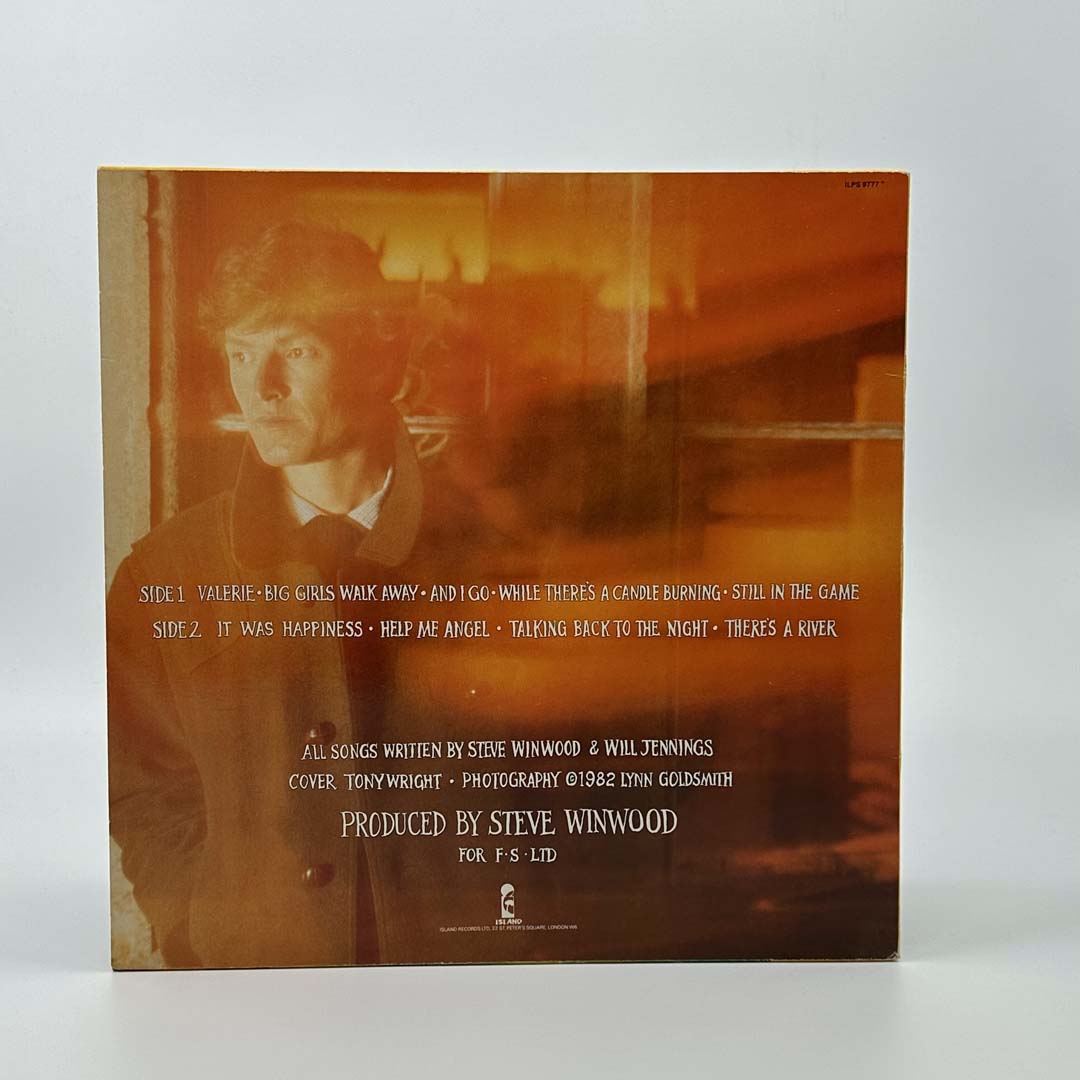 ILPS 9777
SIDE 1 VALERIE • BIG GIRLS WALK AWAY • AND I GO • WHILE THERE'S A CANDLE BURNING • STILL IN THE GAME
SIDE 2 IT WAS HAPPINESS • HELP ME ANGEL • TALKING BACK TO THE NIGHT • THERE'S A RIVER
ALL SONGS WRITTEN BY STEVE WINWOOD & WILL JENNINGS
COVER TONY WRIGHT • PHOTOGRAPHY ©1982 LYNN GOLDSMITH
PRODUCED BY STEVE WINWOOD
FOR F•S•LTD
ISLAND
ISLAND RECORDS LTD, 22 ST. PETER'S SQUARE, LONDON W6